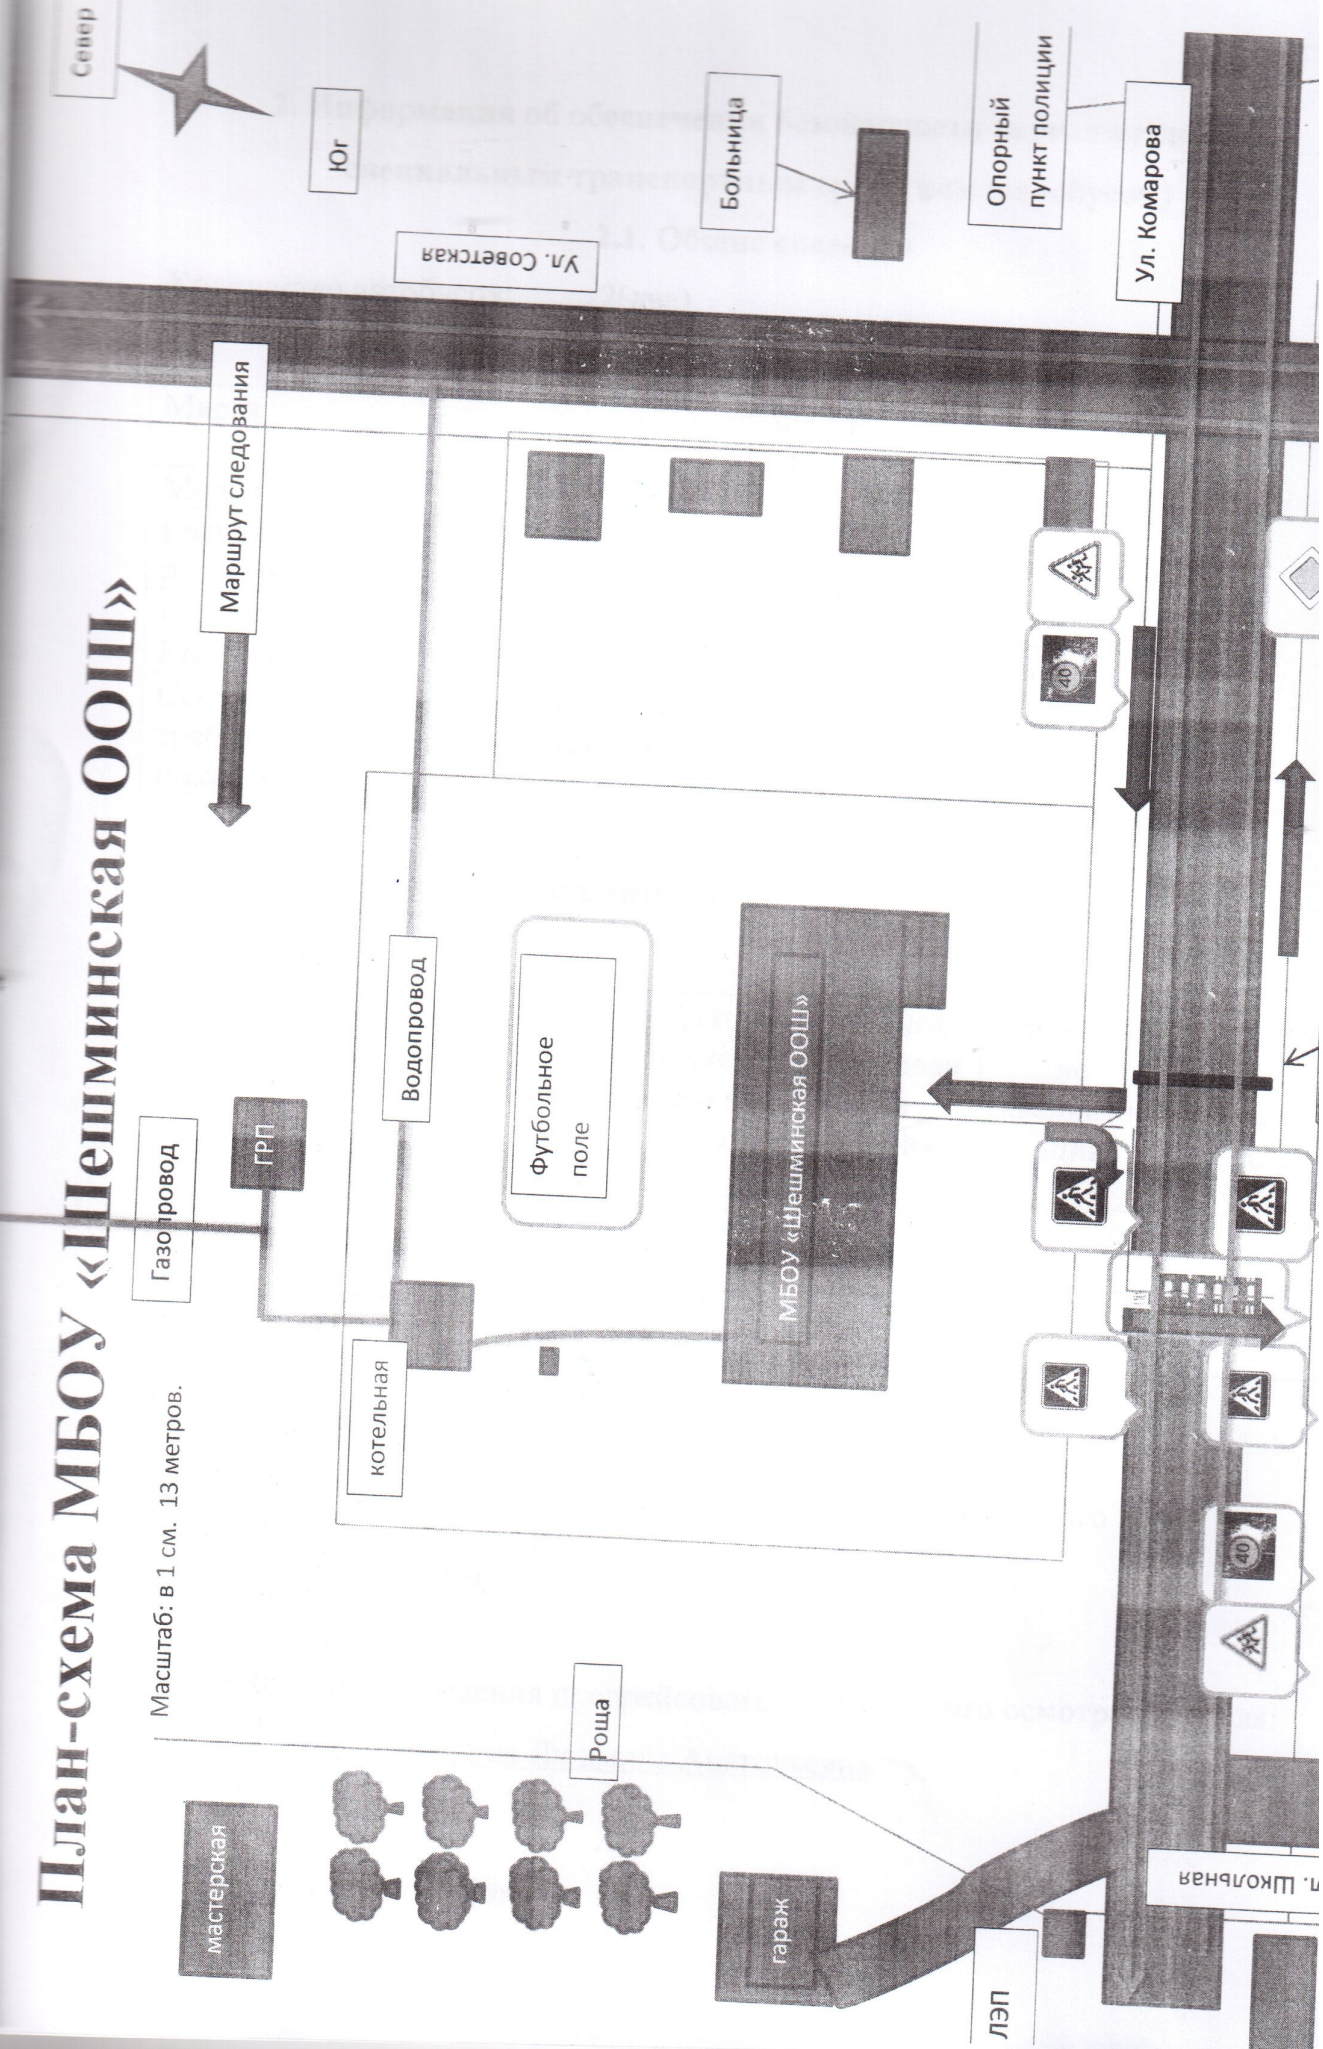 План-схема МБОУ «Шешминская ООШ»
Масштаб: в 1 см. 13 метров.
Север
Юг
Газопровод
Маршрут следования
мастерская
ГРП
котельная
Водопровод
Ул. Советская
Футбольное
поле
Роща
Больница
гараж
МБОУ «Шешминская ООШ»
Опорный
пункт полиции
ЛЭП
Ул. Комарова
40
40
л. Школьная